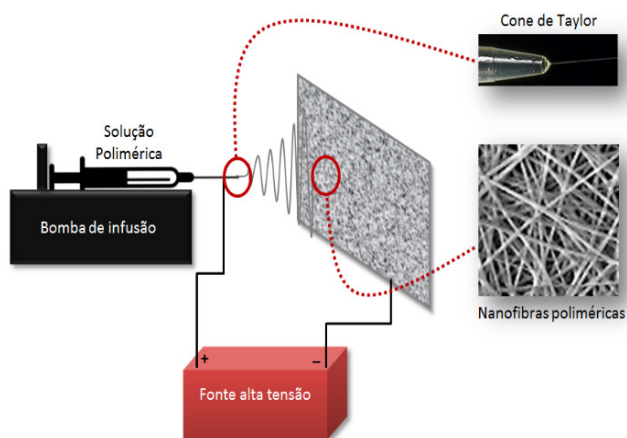 Cone de Taylor
Solução
Polimérica
Bomba de infusão
Nanofibras poliméricas
+ −
Fonte alta tensão